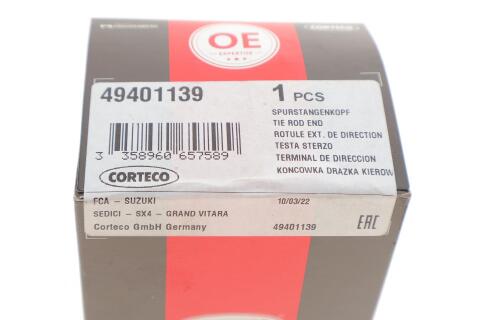 OE
EXPERTISE
CORTECO
49401139
1 PCS
SPURSTANGENKOPF
TIE ROD END
ROTULE EXT. DE DIRECTION
TESTA STERZO
TERMINAL DE DIRECCION
KONCOWKA DRAZKA KIEROW
3 358960 657589
CORTECO
FCA - SUZUKI 10/03/22
SEDICI - SX4 - GRAND VITARA
Corteco GmbH Germany 49401139
EAC